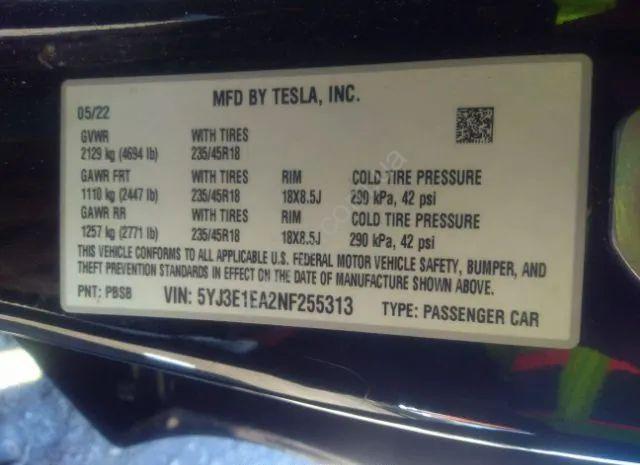 MFD BY TESLA, INC.
05/22
GVWR WITH TIRES
2129 kg (4694 lb) 235/45R18
GAWR FRT WITH TIRES RIM COLD TIRE PRESSURE
1110 kg (2447 lb) 235/45R18 18X8.5J 290 kPa, 42 psi
GAWR RR WITH TIRES RIM COLD TIRE PRESSURE
1257 kg (2771 lb) 235/45R18 18X8.5J 290 kPa, 42 psi
THIS VEHICLE CONFORMS TO ALL APPLICABLE U.S. FEDERAL MOTOR VEHICLE SAFETY, BUMPER, AND
THEFT PREVENTION STANDARDS IN EFFECT ON THE DATE OF MANUFACTURE SHOWN ABOVE.
PNT: PBSB VIN: 5YJ3E1EA2NF255313 TYPE: PASSENGER CAR